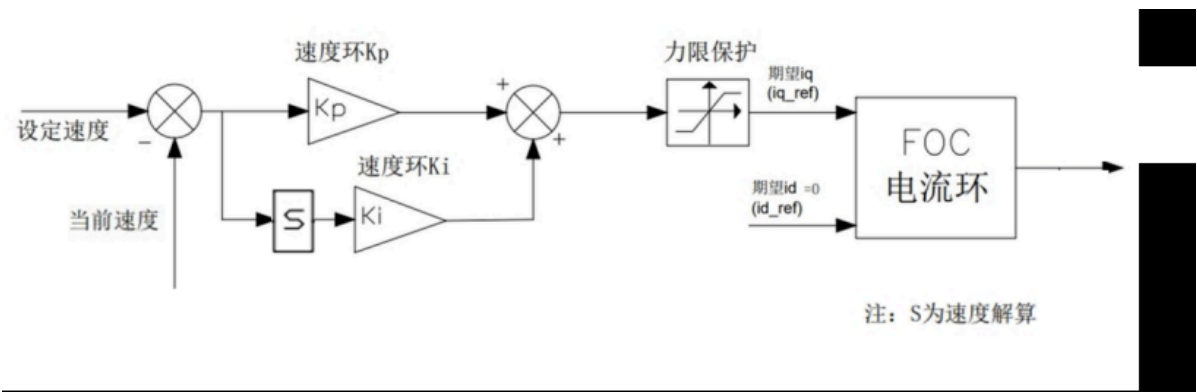 速度环Kp
力限保护
期望iq
(iq_ref)
+
Kp
设定速度
-
+
FOC
电流环
速度环Ki
期望id =0
(id_ref)
Ki
S
当前速度
注：S为速度解算